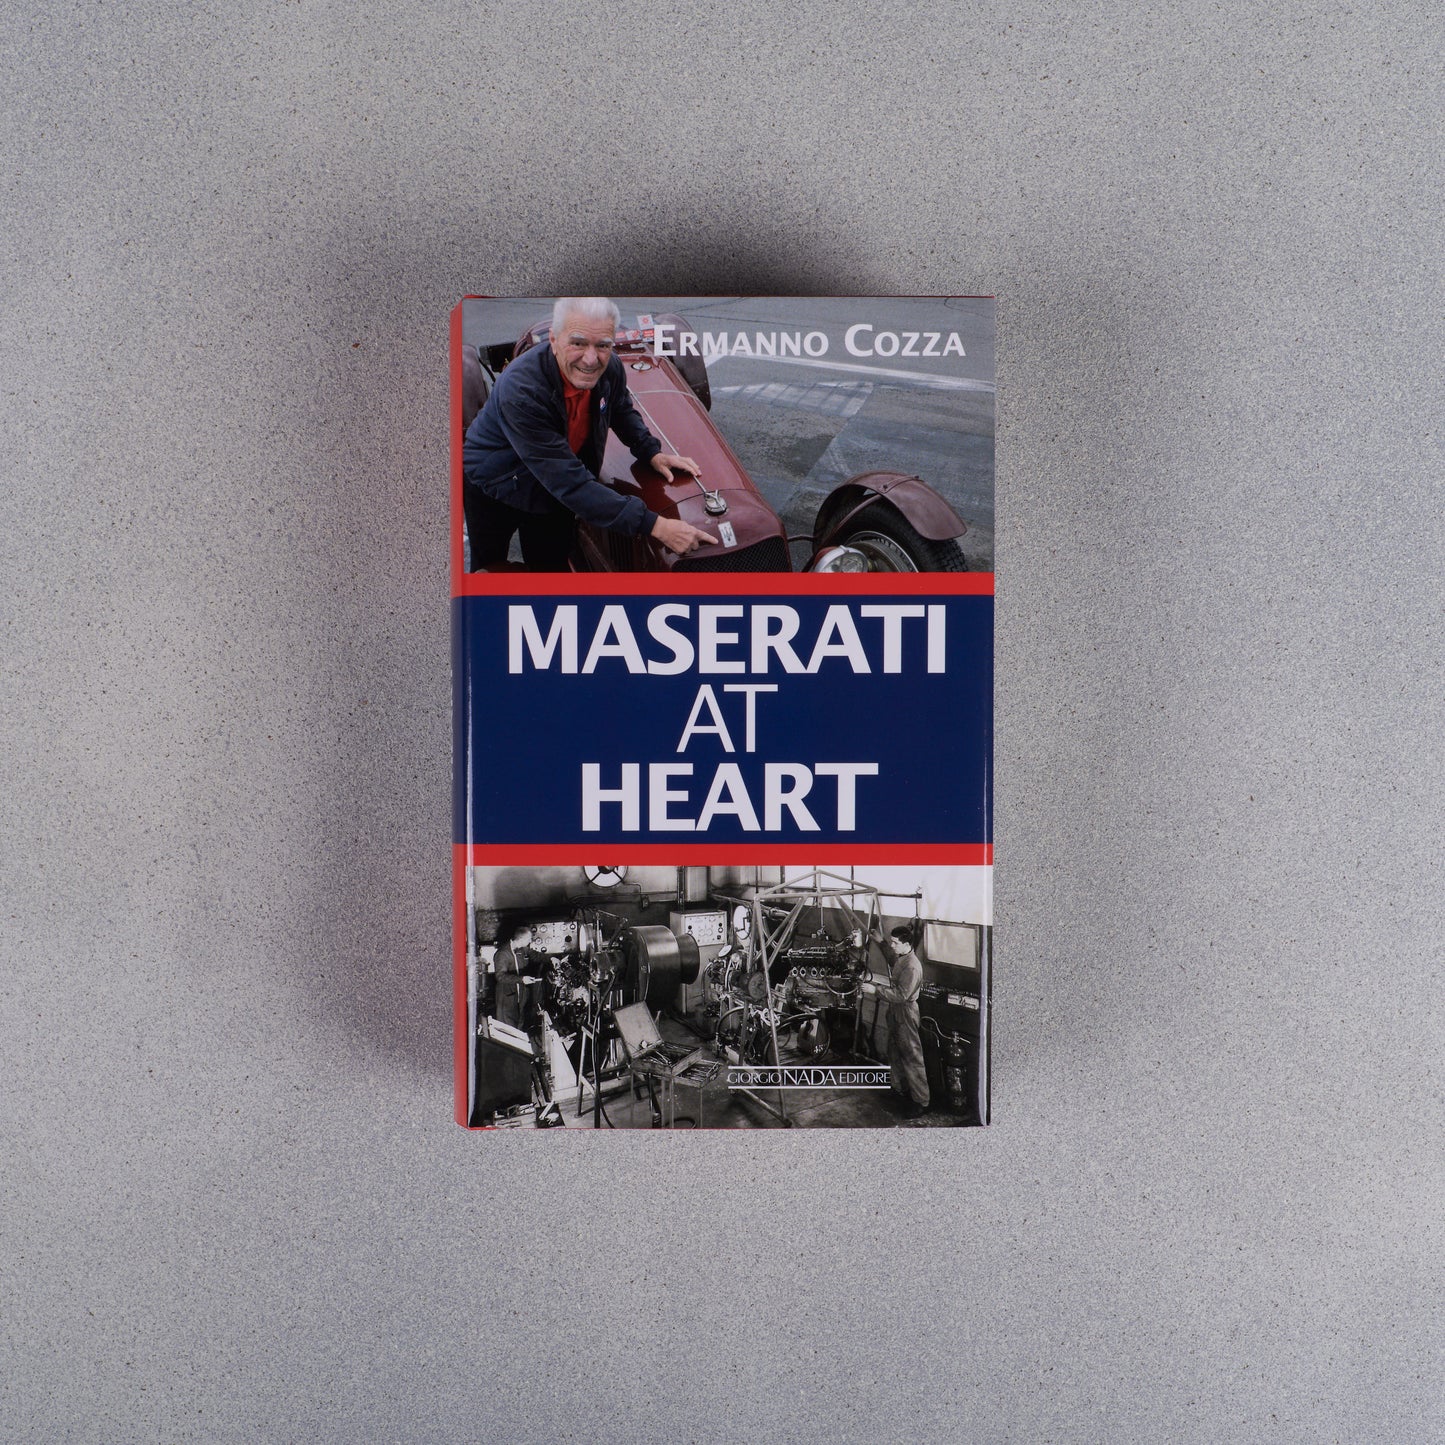 ERMANNO COZZA
MASERATI
AT
HEART
GIORGIO NADA EDITORE